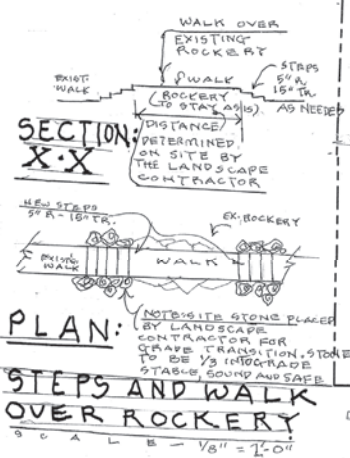 WALK OVER
EXISTING
ROCKERY
EXIST.
WALK
WALK
STEPS
5" R.
15" TR.
AS NEEDED
(ROCKERY
TO STAY AS IS)
SECTION:
X-X
DISTANCE
DETERMINED
ON SITE BY
THE LANDSCAPE
CONTRACTOR
NEW STEPS
5" R - 15" TR.
EX. ROCKERY
EXIST'G
WALK
WALK
PLAN:
NOTE: SITE STONE PLACED
BY LANDSCAPE
CONTRACTOR FOR
GRADE TRANSITION. STONE
TO BE 1/3 INTO GRADE
STABLE, SOUND AND SAFE
STEPS AND WALK
OVER ROCKERY
SCALE - 1/8" = 1'-0"